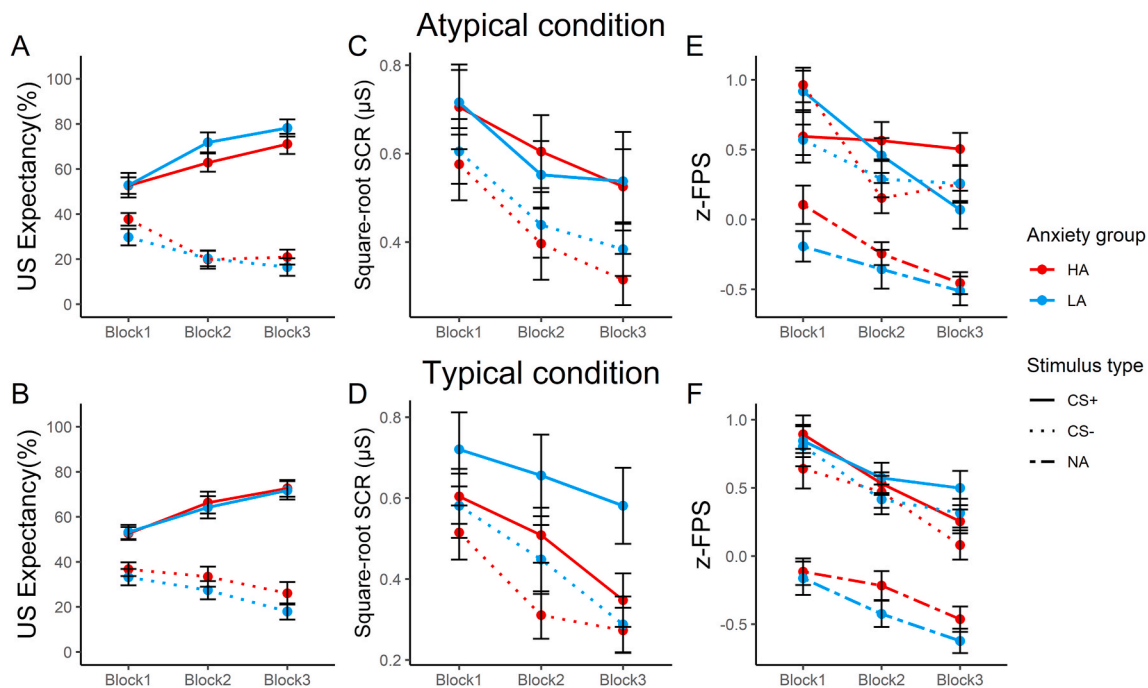 Atypical condition
A
US Expectancy(%)
100
80
60
40
20
0
Block1 Block2 Block3
C
Square-root SCR (µS)
0.8
0.6
0.4
Block1 Block2 Block3
E
z-FPS
1.0
0.5
0.0
-0.5
Block1 Block2 Block3
Typical condition
B
US Expectancy(%)
100
80
60
40
20
0
Block1 Block2 Block3
D
Square-root SCR (µS)
0.8
0.6
0.4
0.2
Block1 Block2 Block3
F
z-FPS
1.0
0.5
0.0
-0.5
Block1 Block2 Block3
Anxiety group
HA
LA
Stimulus type
CS+
CS-
NA